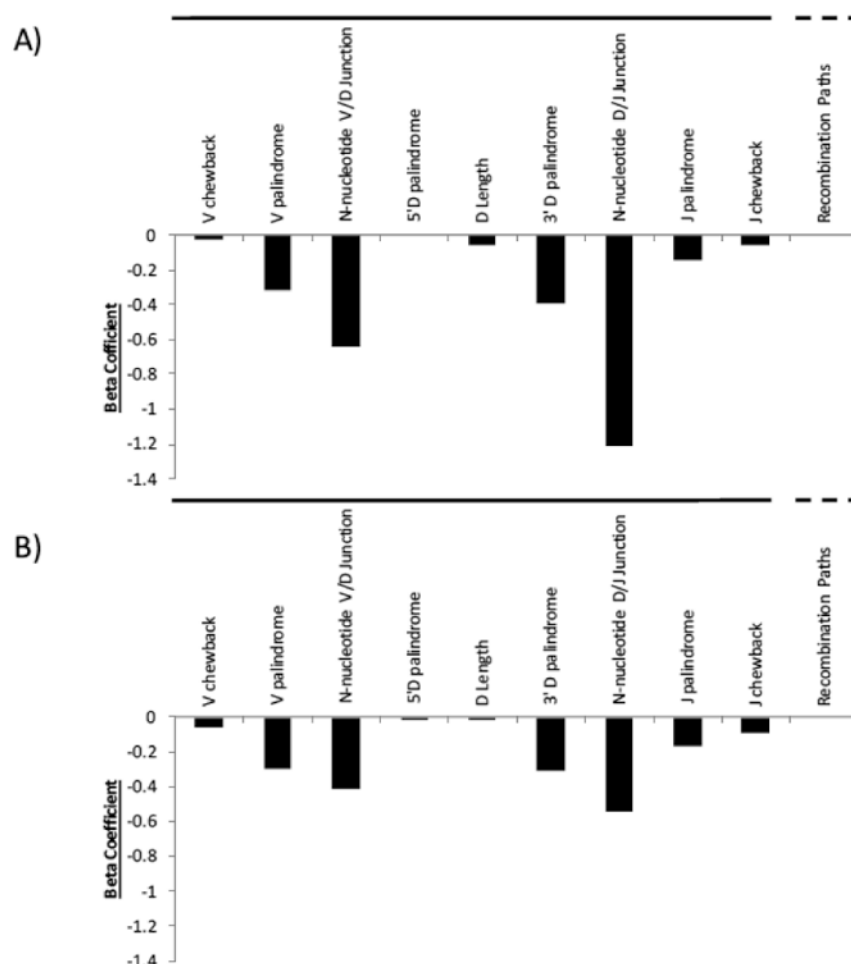 A)
V chewback
V palindrome
N-nucleotide V/D Junction
5'D palindrome
D Length
3' D palindrome
N-nucleotide D/J Junction
J palindrome
J chewback
Recombination Paths
0
-0.2
-0.4
-0.6
-0.8
-1
-1.2
-1.4
Beta Cofficient
B)
V chewback
V palindrome
N-nucleotide V/D Junction
5'D palindrome
D Length
3' D palindrome
N-nucleotide D/J Junction
J palindrome
J chewback
Recombination Paths
0
-0.2
-0.4
-0.6
-0.8
-1
-1.2
-1.4
Beta Coefficient